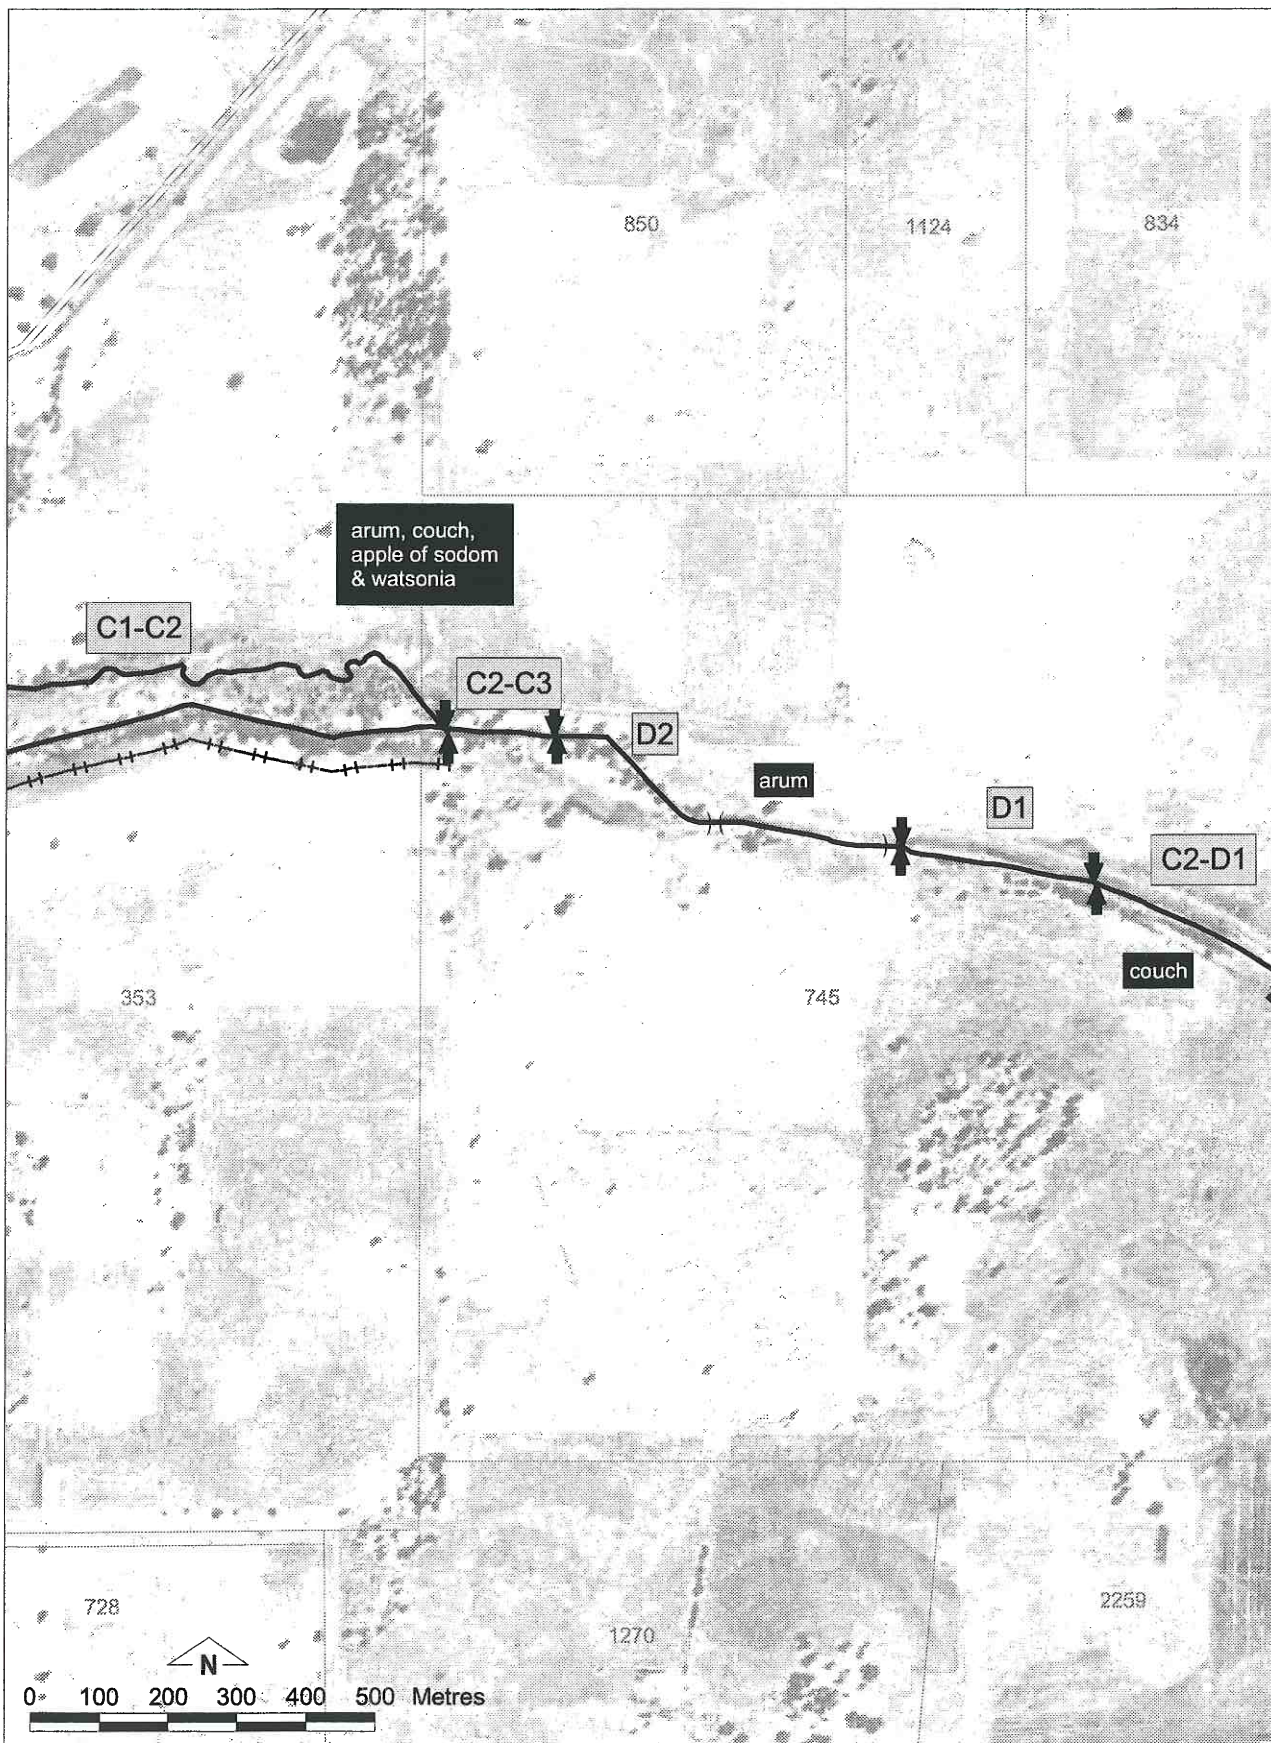 850
1124
834
arum, couch,
apple of sodom
& watsonia
C1-C2
C2-C3
D2
arum
D1
C2-D1
couch
353
745
728
1270
2259
N
0 100 200 300 400 500 Metres